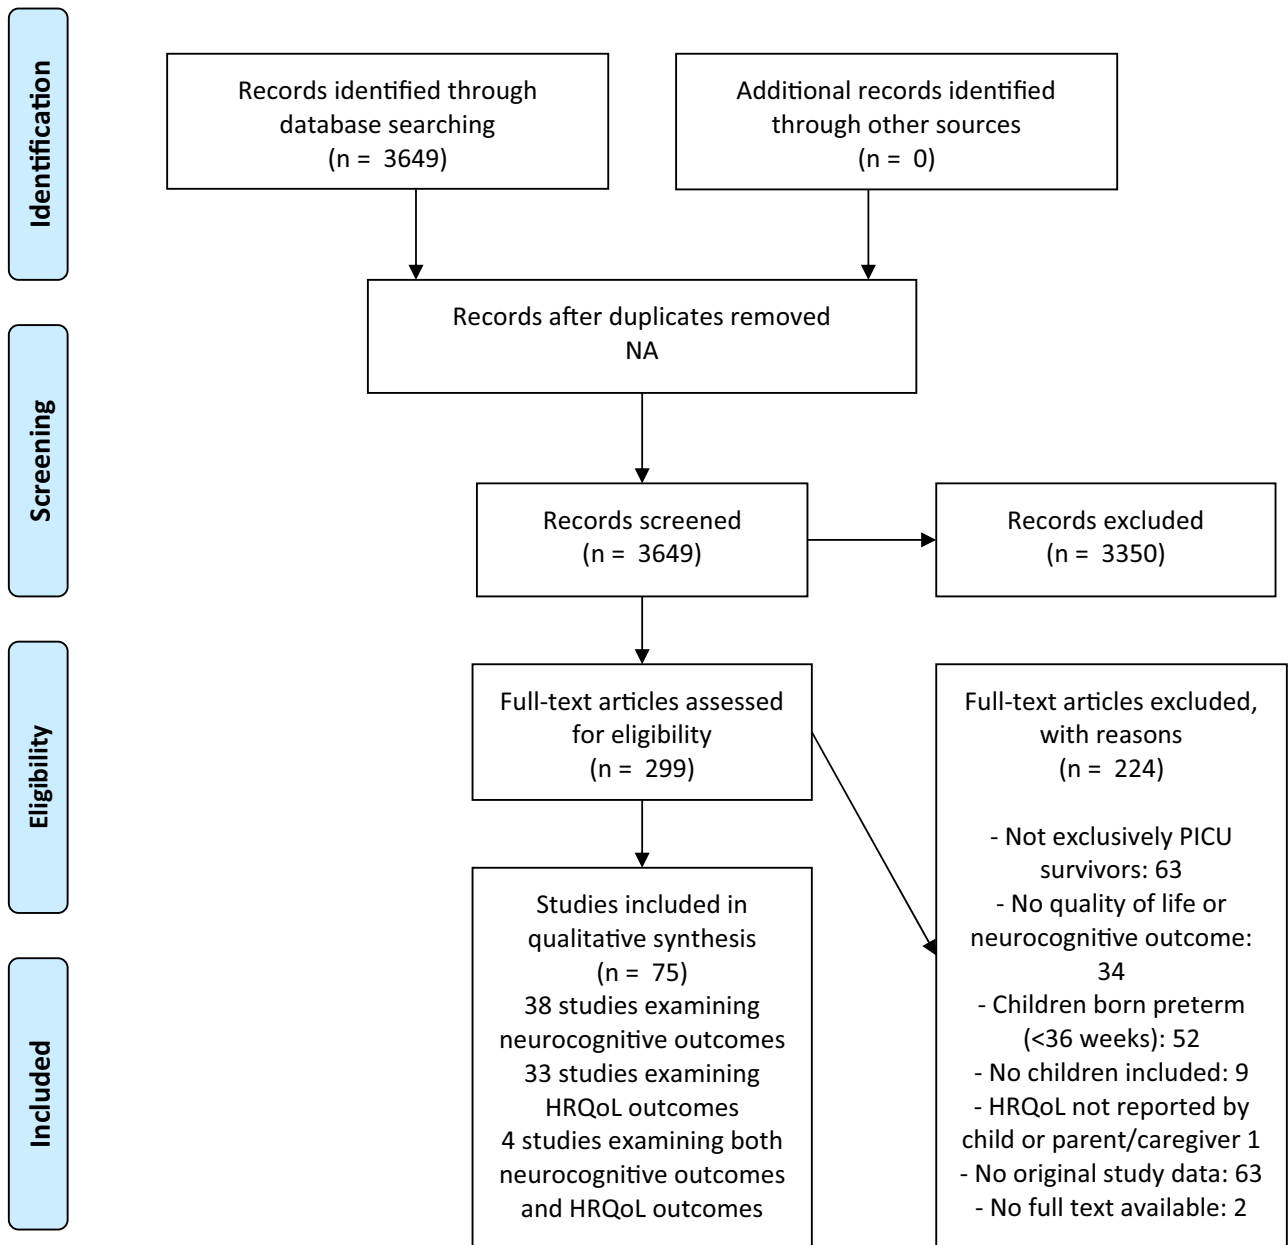 Identification
Records identified through
database searching
(n = 3649)
Additional records identified
through other sources
(n = 0)
Records after duplicates removed
NA
Screening
Records screened
(n = 3649)
Records excluded
(n = 3350)
Eligibility
Full-text articles assessed
for eligibility
(n = 299)
Full-text articles excluded,
with reasons
(n = 224)
- Not exclusively PICU
survivors: 63
- No quality of life or
neurocognitive outcome:
34
- Children born preterm
(<36 weeks): 52
- No children included: 9
- HRQoL not reported by
child or parent/caregiver 1
- No original study data: 63
- No full text available: 2
Included
Studies included in
qualitative synthesis
(n = 75)
38 studies examining
neurocognitive outcomes
33 studies examining
HRQoL outcomes
4 studies examining both
neurocognitive outcomes
and HRQoL outcomes